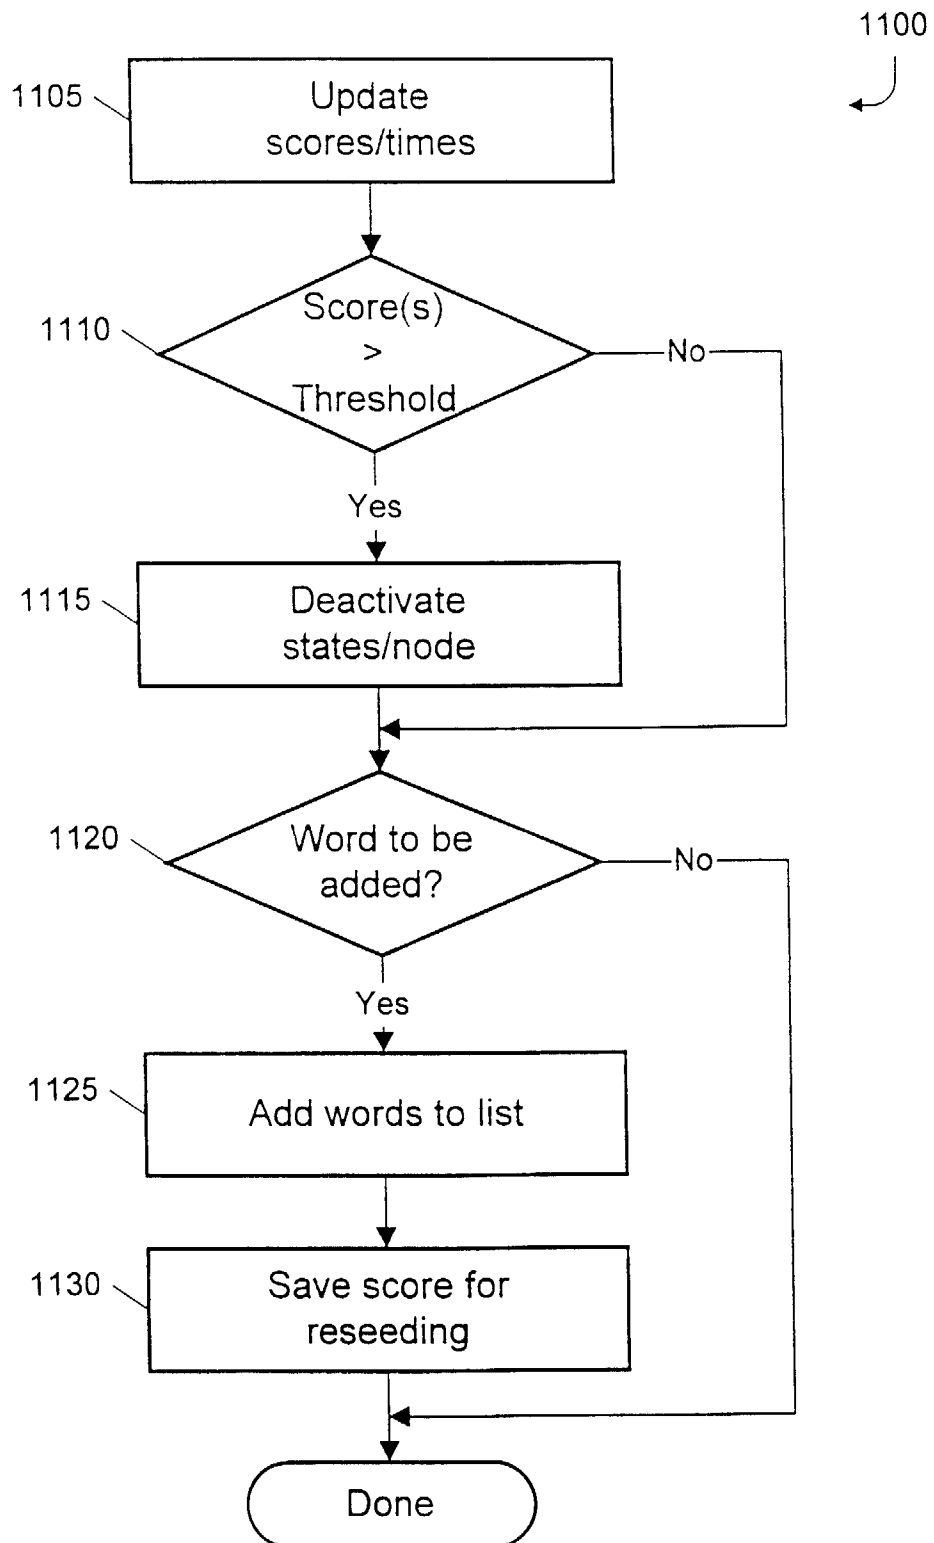 1100
1105
Update
scores/times
1110
Score(s)
>
Threshold
No
Yes
1115
Deactivate
states/node
1120
Word to be
added?
No
Yes
1125
Add words to list
1130
Save score for
reseeding
Done